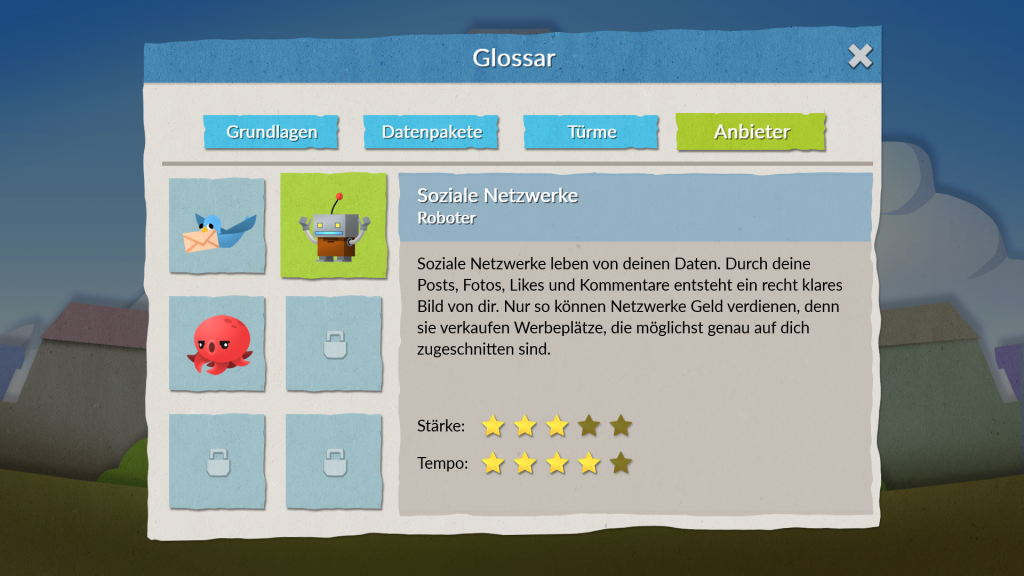 Glossar
Grundlagen
Datenpakete
Türme
Anbieter
Soziale Netzwerke
Roboter
Soziale Netzwerke leben von deinen Daten. Durch deine
Posts, Fotos, Likes und Kommentare entsteht ein recht klares
Bild von dir. Nur so können Netzwerke Geld verdienen, denn
sie verkaufen Werbeplätze, die möglichst genau auf dich
zugeschnitten sind.
Stärke:
Tempo: